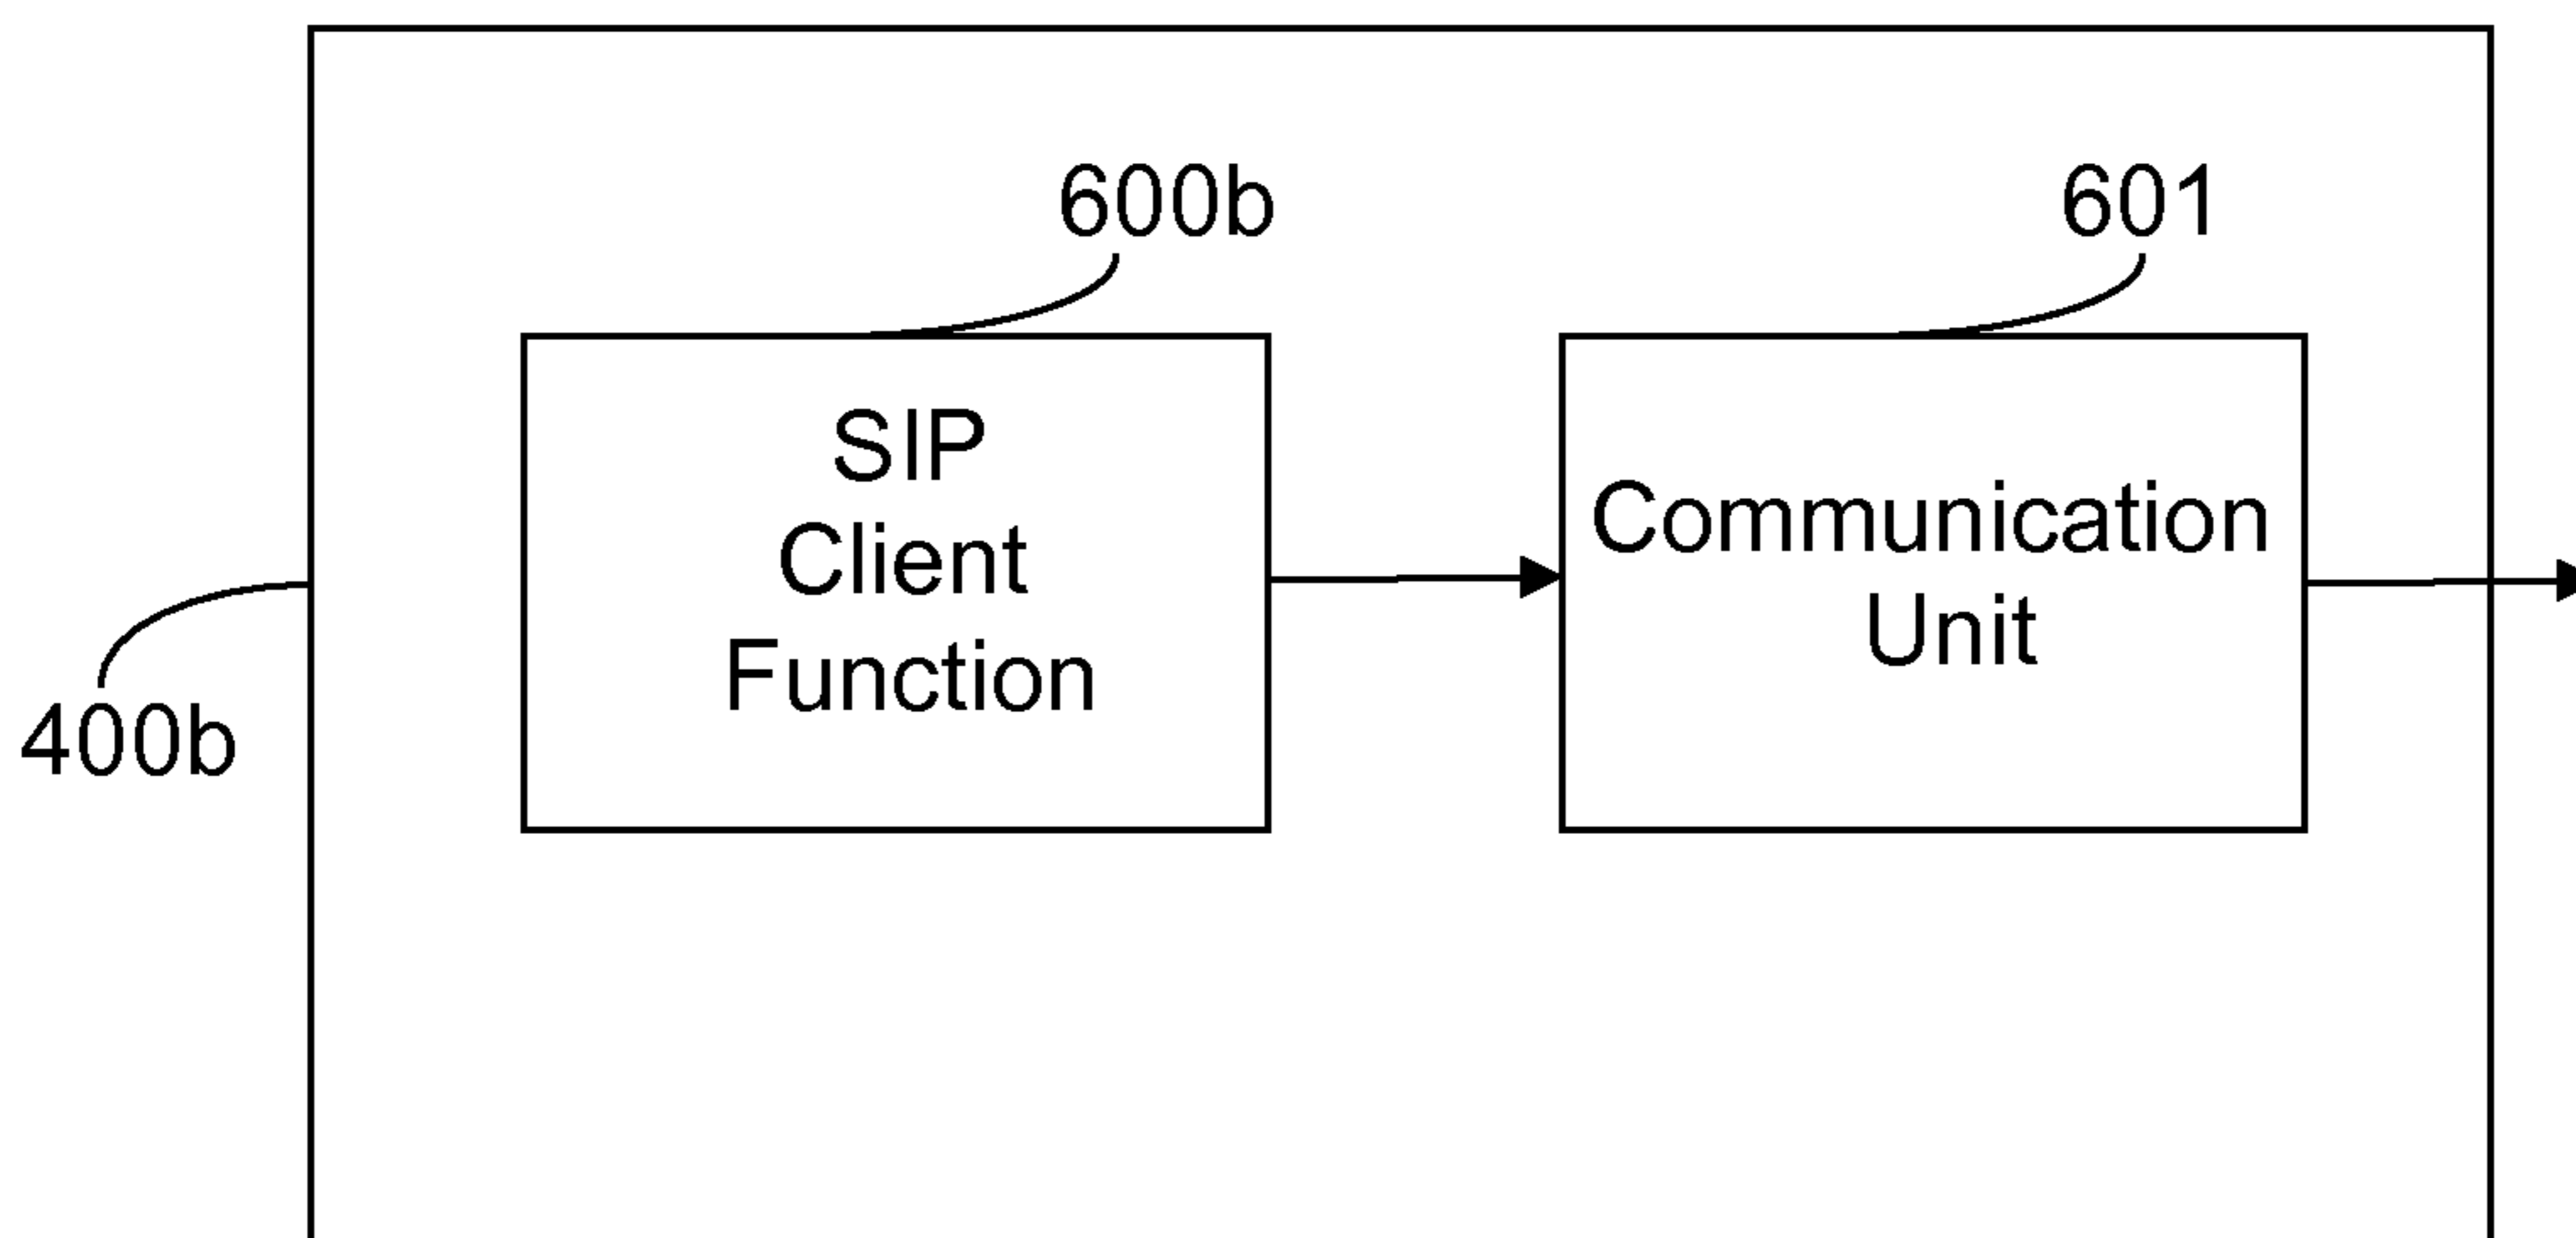 600b
601
SIP
Client
Function
Communication
Unit
400b